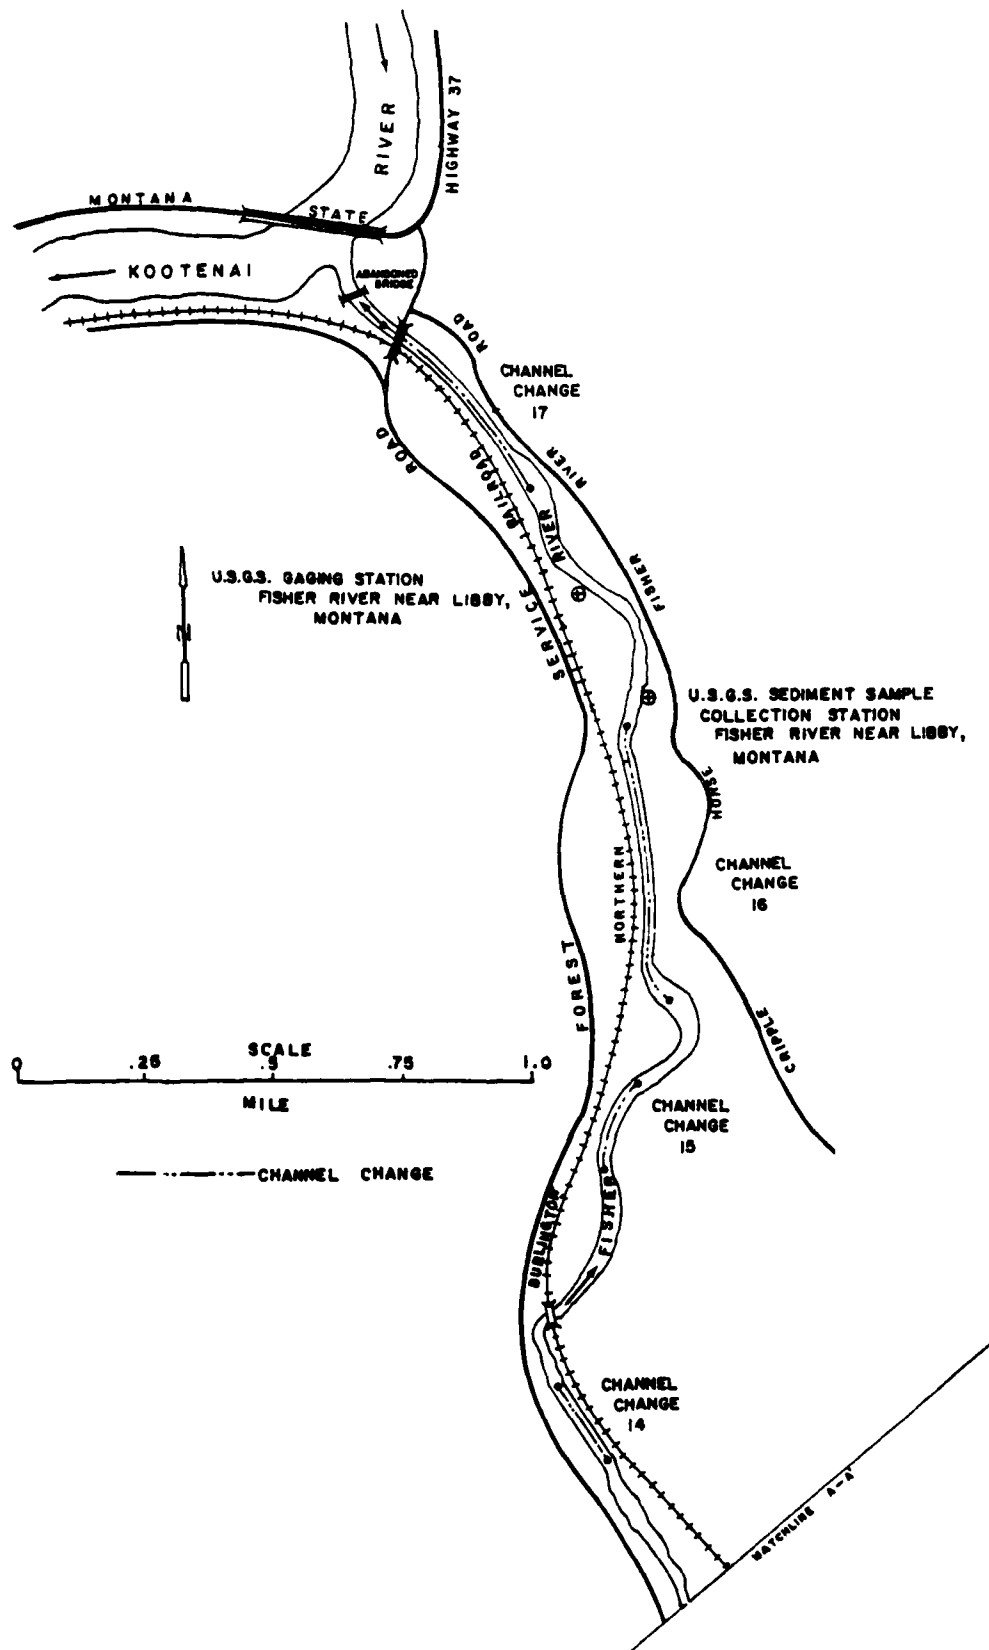 RIVER
HIGHWAY 37
MONTANA STATE
KOOTENAI
ABANDONED
BRIDGE
ROAD
CHANNEL
CHANGE
17
ROAD
RAILROAD
RIVER
RIVER
FISHER
U.S.G.S. GAGING STATION
FISHER RIVER NEAR LIBBY,
MONTANA
N
SERVICE
U.S.G.S. SEDIMENT SAMPLE
COLLECTION STATION
FISHER RIVER NEAR LIBBY,
MONTANA
HORSE
NORTHERN
CHANNEL
CHANGE
16
FOREST
CRIPPLE
SCALE
0 .25 .5 .75 1.0
MILE
CHANNEL
CHANGE
15
CHANNEL CHANGE
FISHER
BURLINGTON
CHANNEL
CHANGE
14
MATCHLINE A-A'